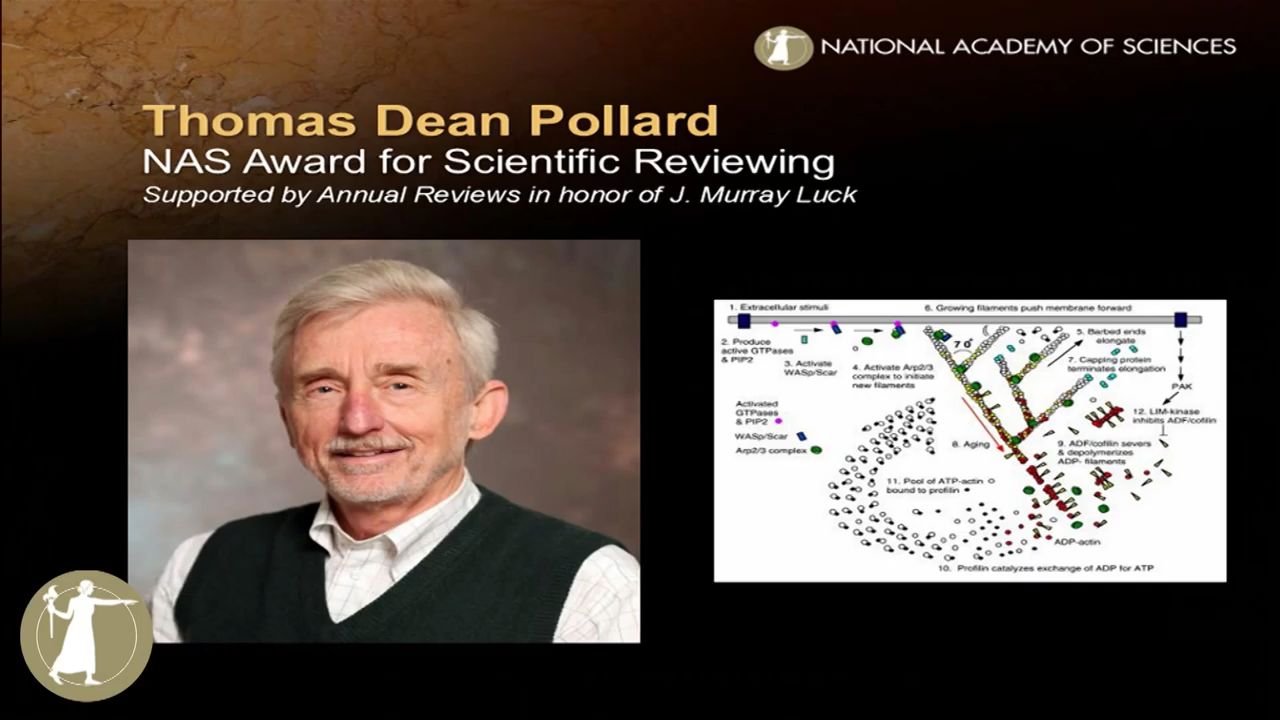 NATIONAL ACADEMY OF SCIENCES
Thomas Dean Pollard
NAS Award for Scientific Reviewing
Supported by Annual Reviews in honor of J. Murray Luck
1. Extracellular stimuli
6. Growing filaments push membrane forward
2. Produce
active GTPases
& PIP2
3. Activate
WASp/Scar
4. Activate Arp2/3
complex to initiate
new filaments
70
5. Barbed ends
elongate
7. Capping protein
terminates elongation
PAK
12. LIM-kinase
inhibits ADF/cofilin
Activated
GTPases
& PIP2
WASp/Scar
Arp2/3 complex
8. Aging
9. ADF/cofilin severs
& depolymerizes
ADP- filaments
11. Pool of ATP-actin
bound to profilin
ADP-actin
10. Profilin catalyzes exchange of ADP for ATP